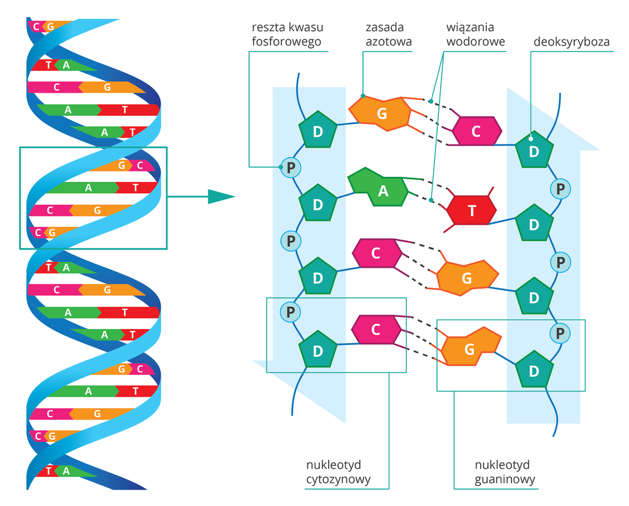 reszta kwasu
fosforowego
zasada
azotowa
wiązania
wodorowe
deoksyryboza
C G
T A
C G
A T
A T
G C
A T
C G
C G
T A
C G
A T
T A
G C
A T
C G
C G
T A
D G C D
P P
D A T D
P P
D C G D
P P
D C G D
nukleotyd
cytozynowy
nukleotyd
guaninowy